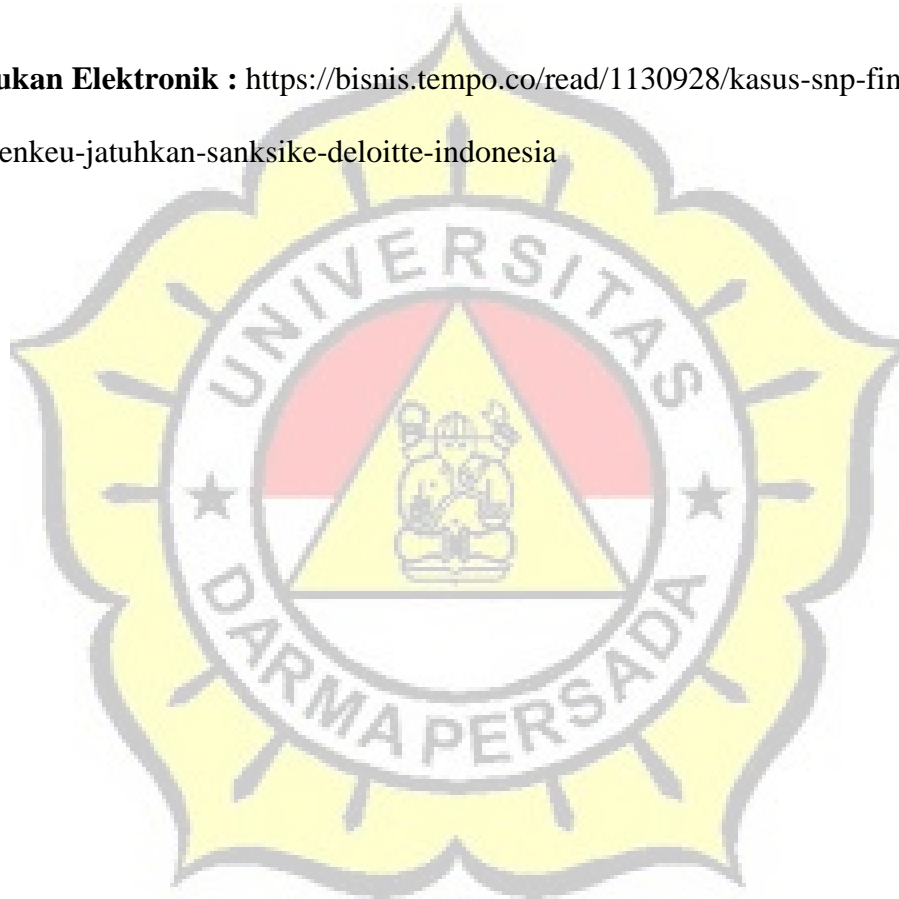 ukan Elektronik : https://bisnis.tempo.co/read/1130928/kasus-snp-fin
enkeu-jatuhkan-sanksike-deloitte-indonesia
UNIVERSITAS
DARMA PERSADA